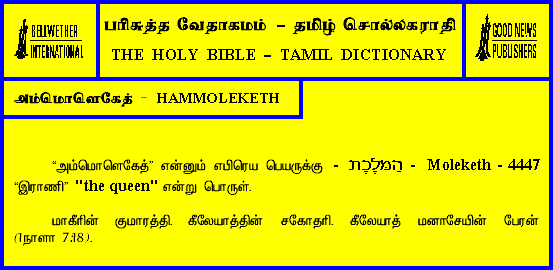 BELLWETHER
INTERNATIONAL
பரிசுத்த வேதாகமம் – தமிழ் சொல்லகராதி
THE HOLY BIBLE – TAMIL DICTIONARY
GOOD NEWS
PUBLISHERS
அம்மொளெகேத் – HAMMOLEKETH
“அம்மொளெகேத்” என்னும் எபிரெய பெயருக்கு - הַמֹּלֶכֶת - Moleketh - 4447
“இராணி” "the queen" என்று பொருள்.
மாகீரின் குமாரத்தி. கீலேயாத்தின் சகோதரி. கீலேயாத் மனாசேயின் பேரன்
(1நாளா 7:18).